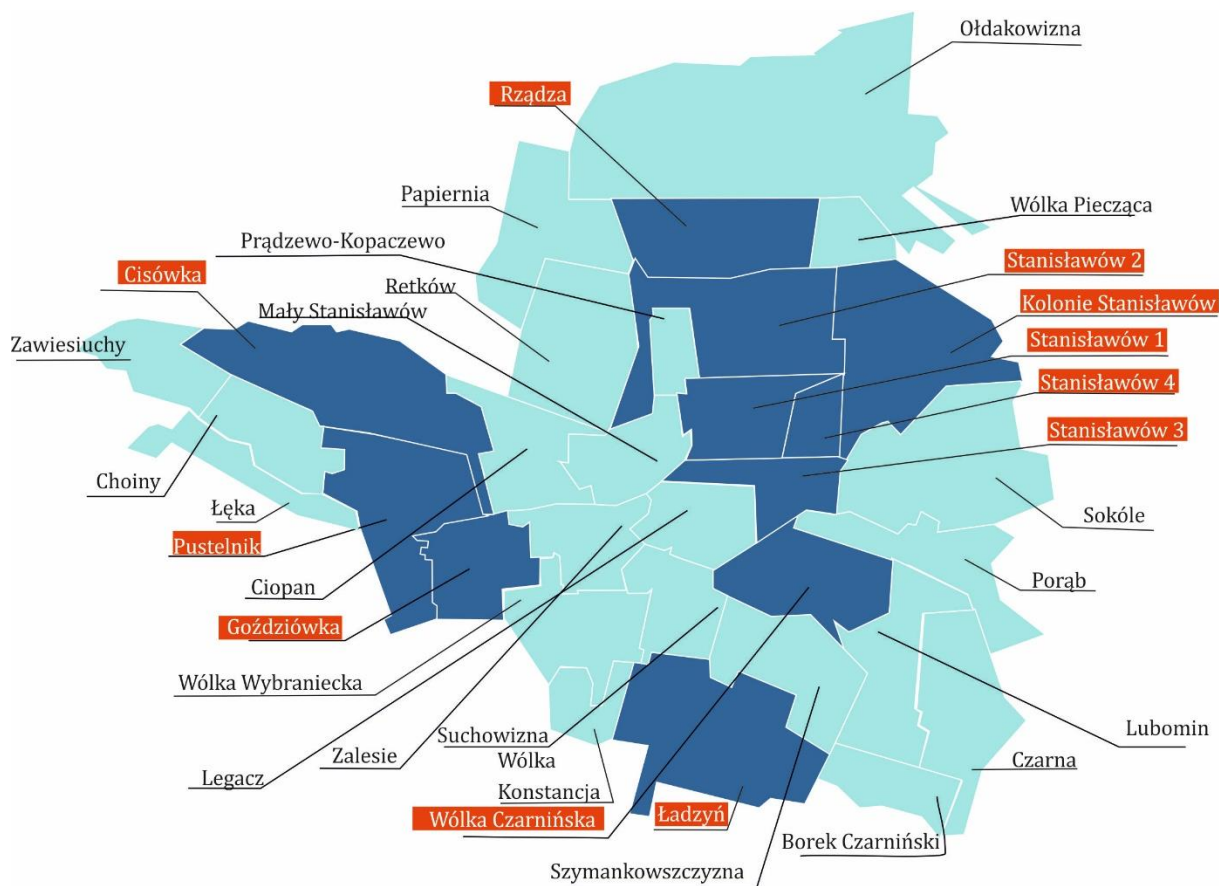 Ołdakowizna
Rządza
Papiernia
Wólka Piecząca
Prądzewo-Kopaczewo
Stanisławów 2
Cisówka
Retków
Kolonie Stanisławów
Mały Stanisławów
Stanisławów 1
Zawiesiuchy
Stanisławów 4
Stanisławów 3
Choiny
Łęka
Sokóle
Pustelnik
Ciopan
Porąb
Goździówka
Wólka Wybraniecka
Suchowizna
Lubomin
Zalesie
Wólka
Czarna
Legacz
Konstancja
Wólka Czarnińska
Ładzyń
Borek Czarniński
Szymankowszczyzna